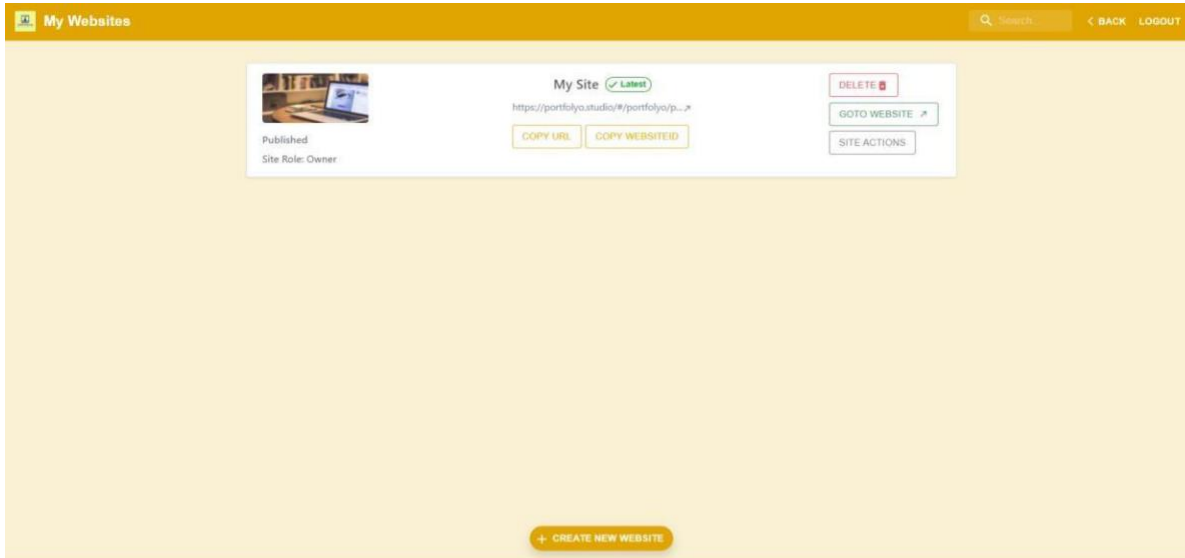 My Websites
Search
< BACK
LOGOUT
My Site
Latest
https://portfolyo.studio/#/portfolyo/p...
COPY URL
COPY WEBSITEID
Published
Site Role: Owner
DELETE
GOTO WEBSITE
SITE ACTIONS
+ CREATE NEW WEBSITE